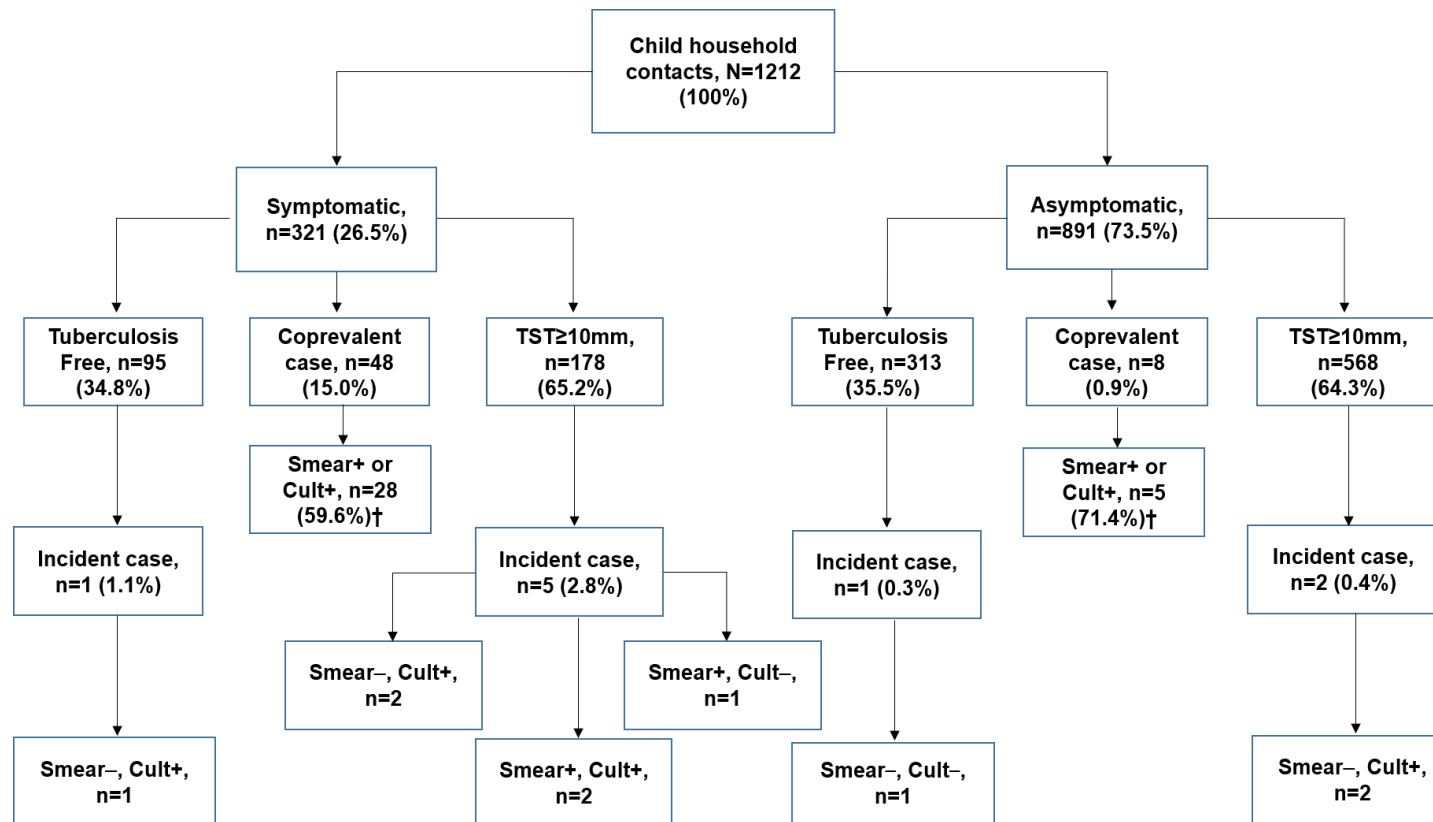 Child household
contacts, N=1212
(100%)
Symptomatic,
n=321 (26.5%)
Asymptomatic,
n=891 (73.5%)
Tuberculosis
Free, n=95
(34.8%)
Coprevalent
case, n=48
(15.0%)
TST≥10mm,
n=178
(65.2%)
Tuberculosis
Free, n=313
(35.5%)
Coprevalent
case, n=8
(0.9%)
TST≥10mm,
n=568
(64.3%)
Smear+ or
Cult+, n=28
(59.6%)†
Smear+ or
Cult+, n=5
(71.4%)†
Incident case,
n=1 (1.1%)
Incident case,
n=5 (2.8%)
Incident case,
n=1 (0.3%)
Incident case,
n=2 (0.4%)
Smear–, Cult+,
n=2
Smear+, Cult–,
n=1
Smear–, Cult+,
n=1
Smear+, Cult+,
n=2
Smear–, Cult–,
n=1
Smear–, Cult+,
n=2